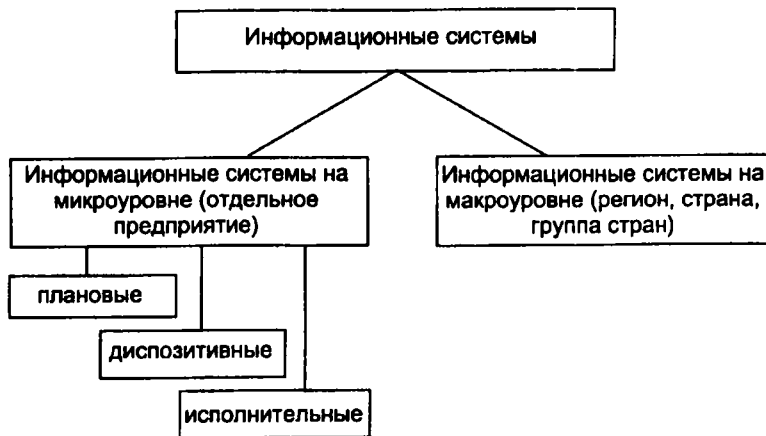 Информационные системы
Информационные системы на
микроуровне (отдельное
предприятие)
Информационные системы на
макроуровне (регион, страна,
группа стран)
плановые
диспозитивные
исполнительные